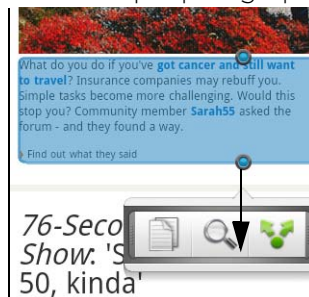 What do you do if you've got cancer and still want
to travel? Insurance companies may rebuff you.
Simple tasks become more challenging. Would this
stop you? Community member Sarah55 asked the
forum - and they found a way.
› Find out what they said
76-Seco
Show: 'S
50, kinda'